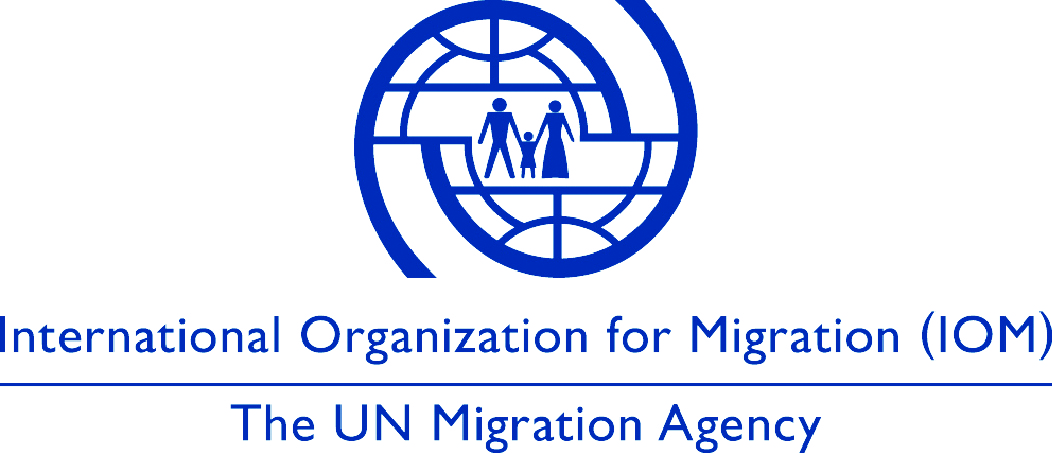 International Organization for Migration (IOM)
The UN Migration Agency